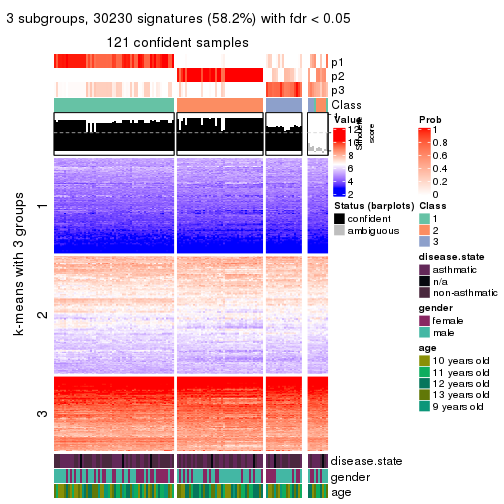 3 subgroups, 30230 signatures (58.2%) with fdr < 0.05
121 confident samples
p1
p2
p3
Class
k-means with 3 groups
1
2
3
disease.state
gender
age
Value
12
10
8
6
4
2
score
Status (barplots)
confident
ambiguous
Prob
1
0.8
0.6
0.4
0.2
0
Class
1
2
3
disease.state
asthmatic
n/a
non-asthmatic
gender
female
male
age
10 years old
11 years old
12 years old
13 years old
9 years old